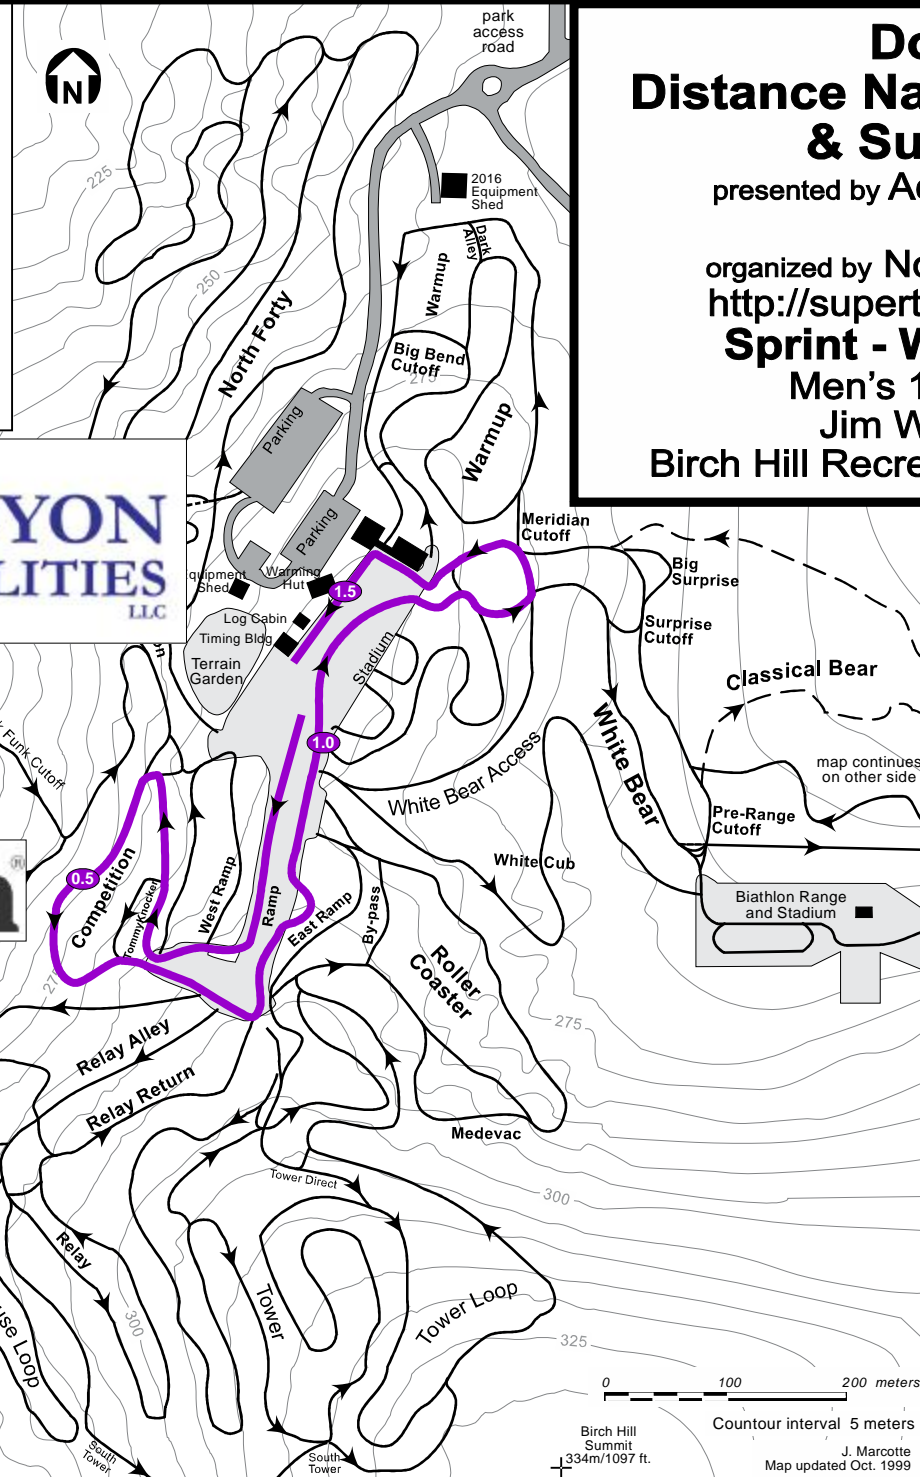 park
access
road
N
Do
Distance Na
& Su
presented by A
organized by No
http://supert
Sprint - W
Men's 1
Jim W
Birch Hill Recre
2016
Equipment
Shed
225
250
Dark
Alley
Warmup
North Forty
Big Bend
Cutoff
275
Warmup
Parking
Parking
YON
LITIES
LLC
Meridian
Cutoff
quipment
Shed
Warming
Hut
1.5
Big
Surprise
Surprise
Cutoff
Log Cabin
Timing Bldg
Stadium
Terrain
Garden
on
Classical Bear
k Funk Cutoff
1.0
White Bear
White Bear Access
map continues
on other side
Pre-Range
Cutoff
0.5
Competition
White Cub
®
TommyKnocker
West Ramp
Ramp
East Ramp
By-pass
Biathlon Range
and Stadium
Roller
Coaster
275
275
Relay Alley
Relay Return
Medevac
Tower Direct
300
Relay
Tower
Tower Loop
300
325
use Loop
0 100 200 meters
Countour interval 5 meters
Birch Hill
Summit
334m/1097 ft.
J. Marcotte
Map updated Oct. 1999
South
Tower
South
Tower